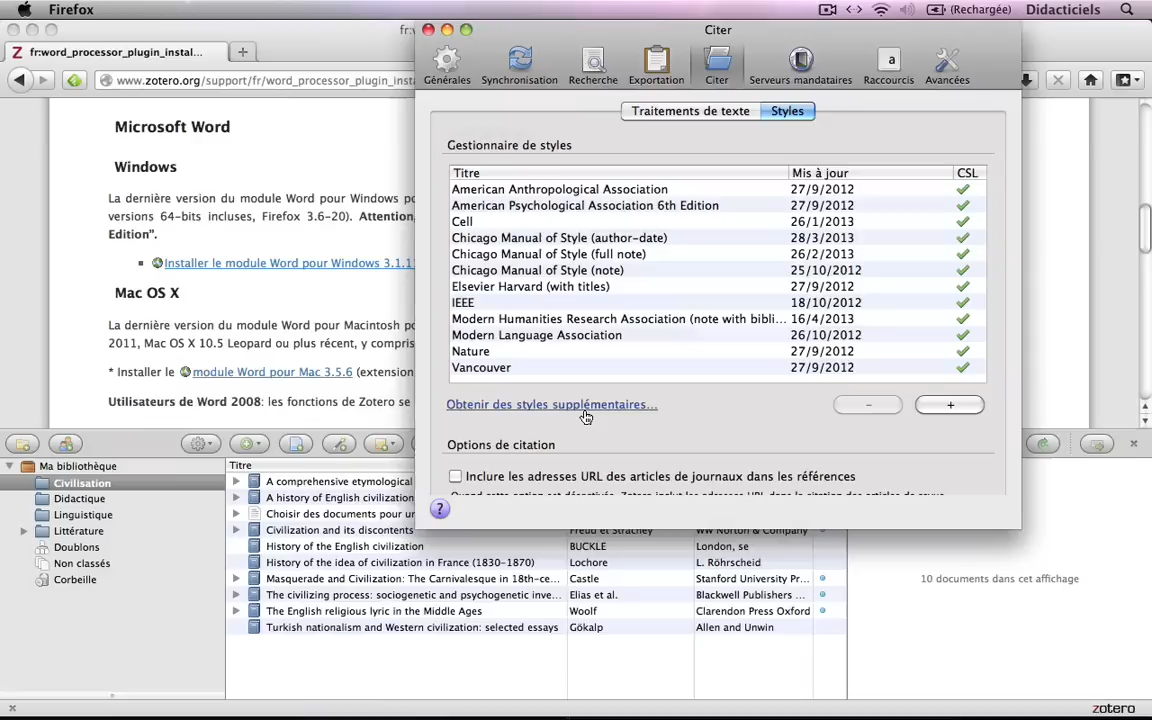 Firefox
(Rechargée)
Didacticiels
fr:
Citer
fr:word_processor_plugin_instal...
www.zotero.org/support/fr/word_processor_plugin_inst
Générales
Synchronisation
Recherche
Exportation
Citer
Serveurs mandataires
Raccourcis
Avancées
Traitements de texte
Styles
Microsoft Word
Windows
La dernière version du module Word pour Windows po
versions 64-bits incluses, Firefox 3.6-20). Attention,
Edition".
Installer le module Word pour Windows 3.1.1
Mac OS X
La dernière version du module Word pour Macintosh po
2011, Mac OS X 10.5 Leopard ou plus récent, y compris
* Installer le module Word pour Mac 3.5.6 (extension
Utilisateurs de Word 2008: les fonctions de Zotero se
Gestionnaire de styles
Titre Mis à jour CSL
American Anthropological Association 27/9/2012
American Psychological Association 6th Edition 27/9/2012
Cell 26/1/2013
Chicago Manual of Style (author-date) 28/3/2013
Chicago Manual of Style (full note) 26/2/2013
Chicago Manual of Style (note) 25/10/2012
Elsevier Harvard (with titles) 27/9/2012
IEEE 18/10/2012
Modern Humanities Research Association (note with bibli... 16/4/2013
Modern Language Association 26/10/2012
Nature 27/9/2012
Vancouver 27/9/2012
Obtenir des styles supplémentaires...
- +
Options de citation
Inclure les adresses URL des articles de journaux dans les références
?
Ma bibliothèque
Civilisation
Didactique
Linguistique
Littérature
Doublons
Non classés
Corbeille
Titre
A comprehensive etymological
A history of English civilization
Choisir des documents pour un
Civilization and its discontents Freud et Strachey WW Norton & Company
History of the English civilization BUCKLE London, se
History of the idea of civilization in France (1830-1870) Lochore L. Röhrscheid
Masquerade and Civilization: The Carnivalesque in 18th-ce... Castle Stanford University Pr...
The civilizing process: sociogenetic and psychogenetic inve... Elias et al. Blackwell Publishers ...
The English religious lyric in the Middle Ages Woolf Clarendon Press Oxford
Turkish nationalism and Western civilization: selected essays Gökalp Allen and Unwin
10 documents dans cet affichage
zotero